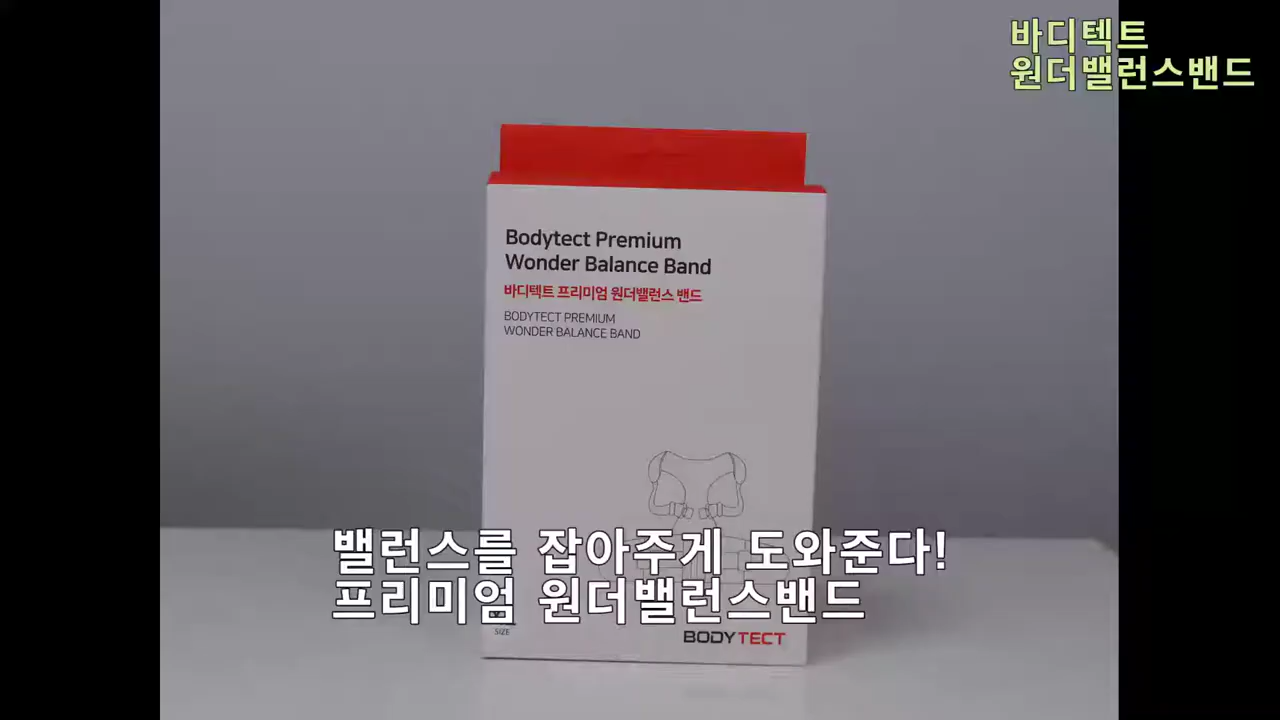 바디텍트
원더밸런스밴드
Bodytect Premium
Wonder Balance Band
바디텍트 프리미엄 원더밸런스 밴드
BODYTECT PREMIUM
WONDER BALANCE BAND
밸런스를 잡아주게 도와준다!
프리미엄 원더밸런스밴드
SIZE
BODYTECT